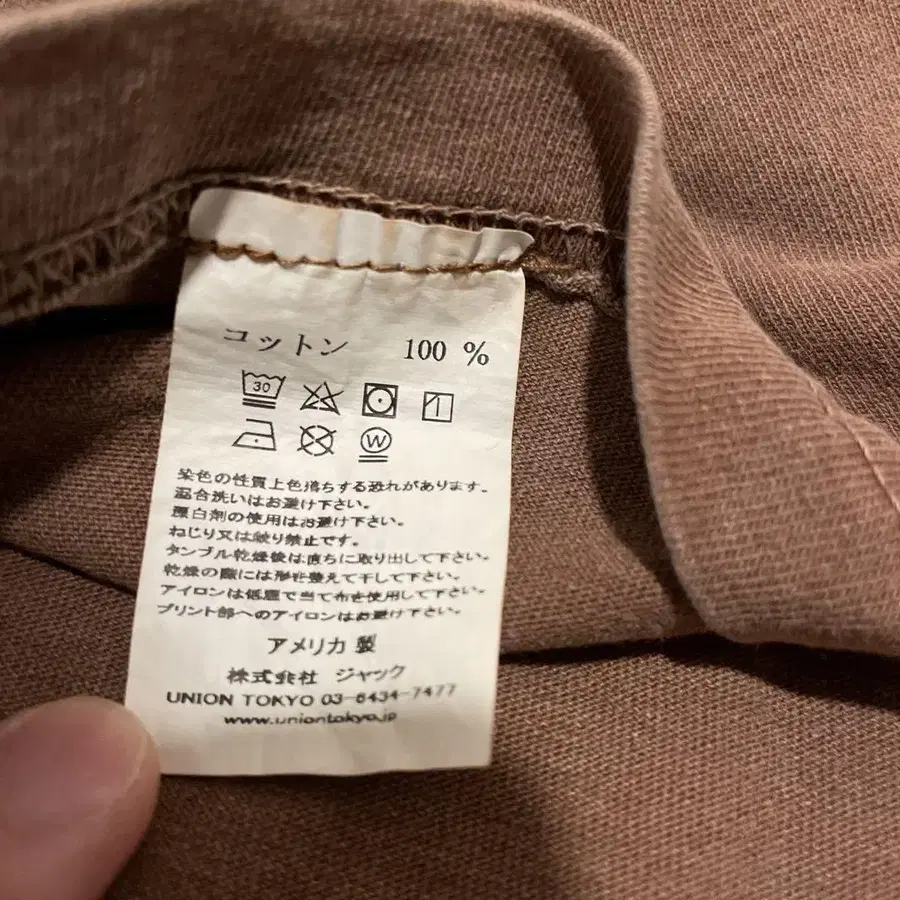 コットン 100 %
30
W
染色の性質上色落ちする恐れがあります。
混合洗いはお避け下さい。
漂白剤の使用はお避け下さい。
ねじり又は絞り禁止です。
タンブル乾燥後は直ちに取り出して下さい。
乾燥の際には形を整えて干して下さい。
アイロンは低温で当て布を使用して下さい。
プリント部へのアイロンはお避け下さい。
アメリカ 製
株式会社 ジャック
UNION TOKYO 03-6434-7477
www.uniontokyo.jp